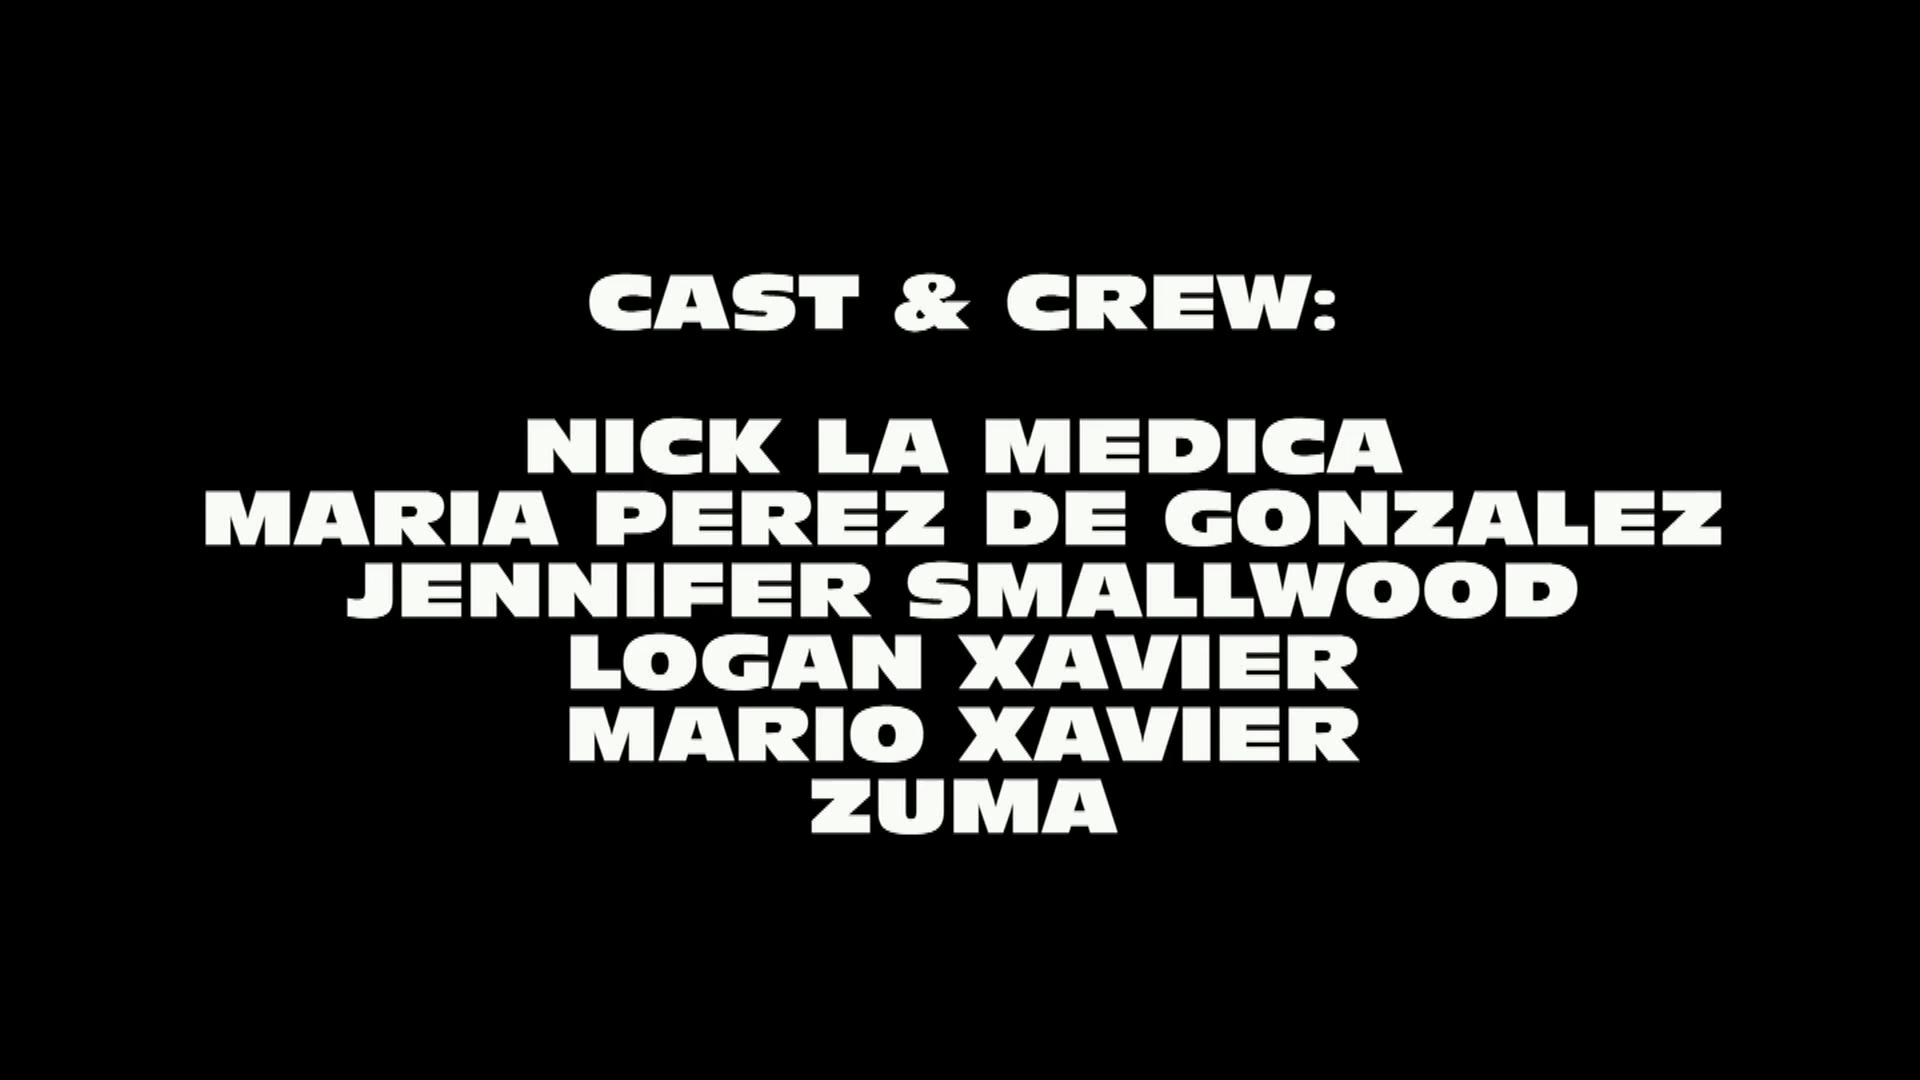 CAST & CREW:
NICK LA MEDICA
MARIA PEREZ DE GONZALEZ
JENNIFER SMALLWOOD
LOGAN XAVIER
MARIO XAVIER
ZUMA